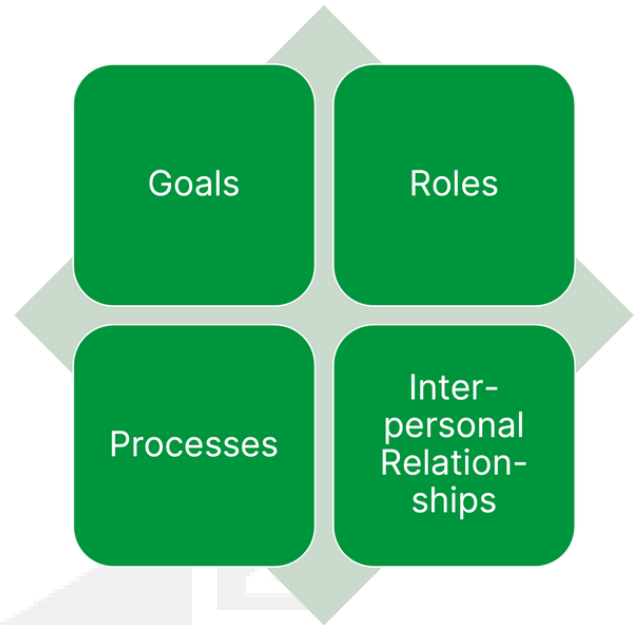 Goals
Roles
Processes
Inter-
personal
Relation-
ships